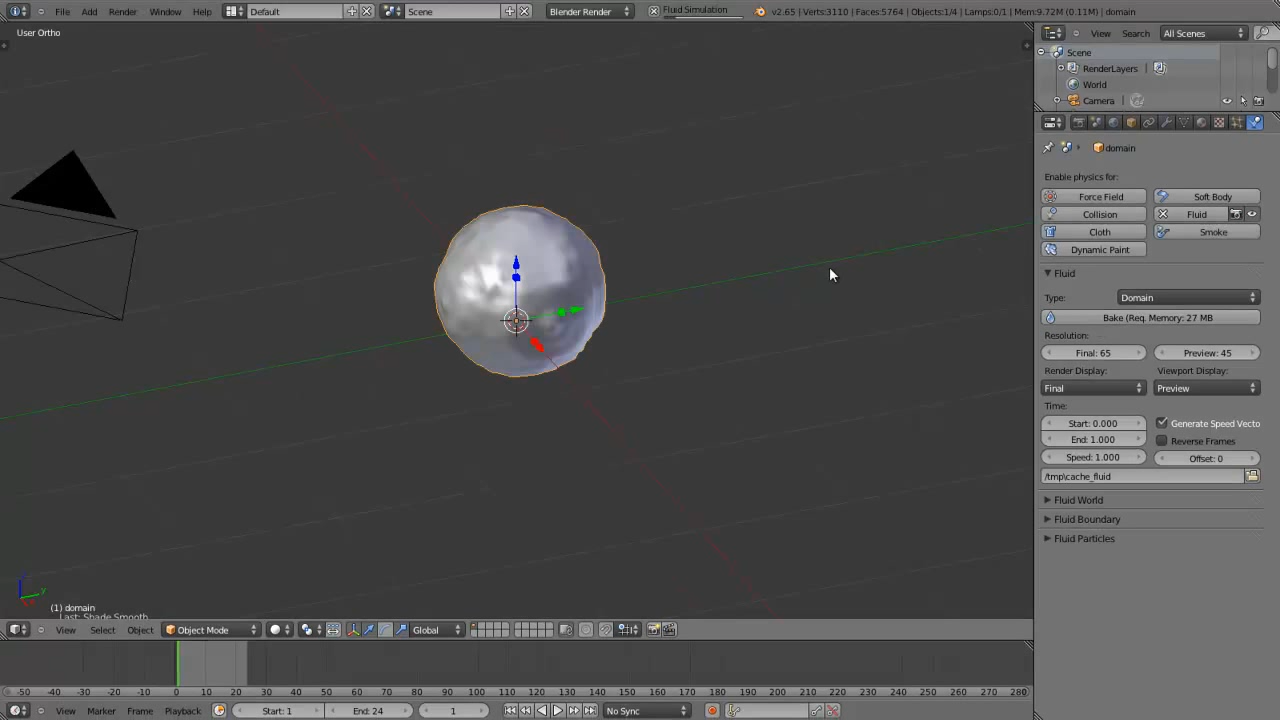 File Add Render Window Help Default Scene Blender Render Fluid Simulation v2.65 | Verts:3110 | Faces:5764 | Objects:1/4 | Lamps:0/1 | Mem:9.72M (0.11M) | domain
User Ortho
View Search All Scenes
Scene
RenderLayers
World
Camera
domain
Enable physics for:
Force Field Soft Body
Collision Fluid
Cloth Smoke
Dynamic Paint
Fluid
Type: Domain
Bake (Req. Memory: 27 MB
Resolution:
Final: 65 Preview: 45
Render Display: Viewport Display:
Final Preview
Time:
Start: 0.000 Generate Speed Vecto
End: 1.000 Reverse Frames
Speed: 1.000 Offset: 0
/tmp\cache_fluid
Fluid World
Fluid Boundary
Fluid Particles
z
y
(1) domain
Last: Shade Smooth
View Select Object Object Mode Global
-50 -40 -30 -20 -10 0 10 20 30 40 50 60 70 80 90 100 110 120 130 140 150 160 170 180 190 200 210 220 230 240 250 260 270 280
View Marker Frame Playback Start: 1 End: 24 1 No Sync